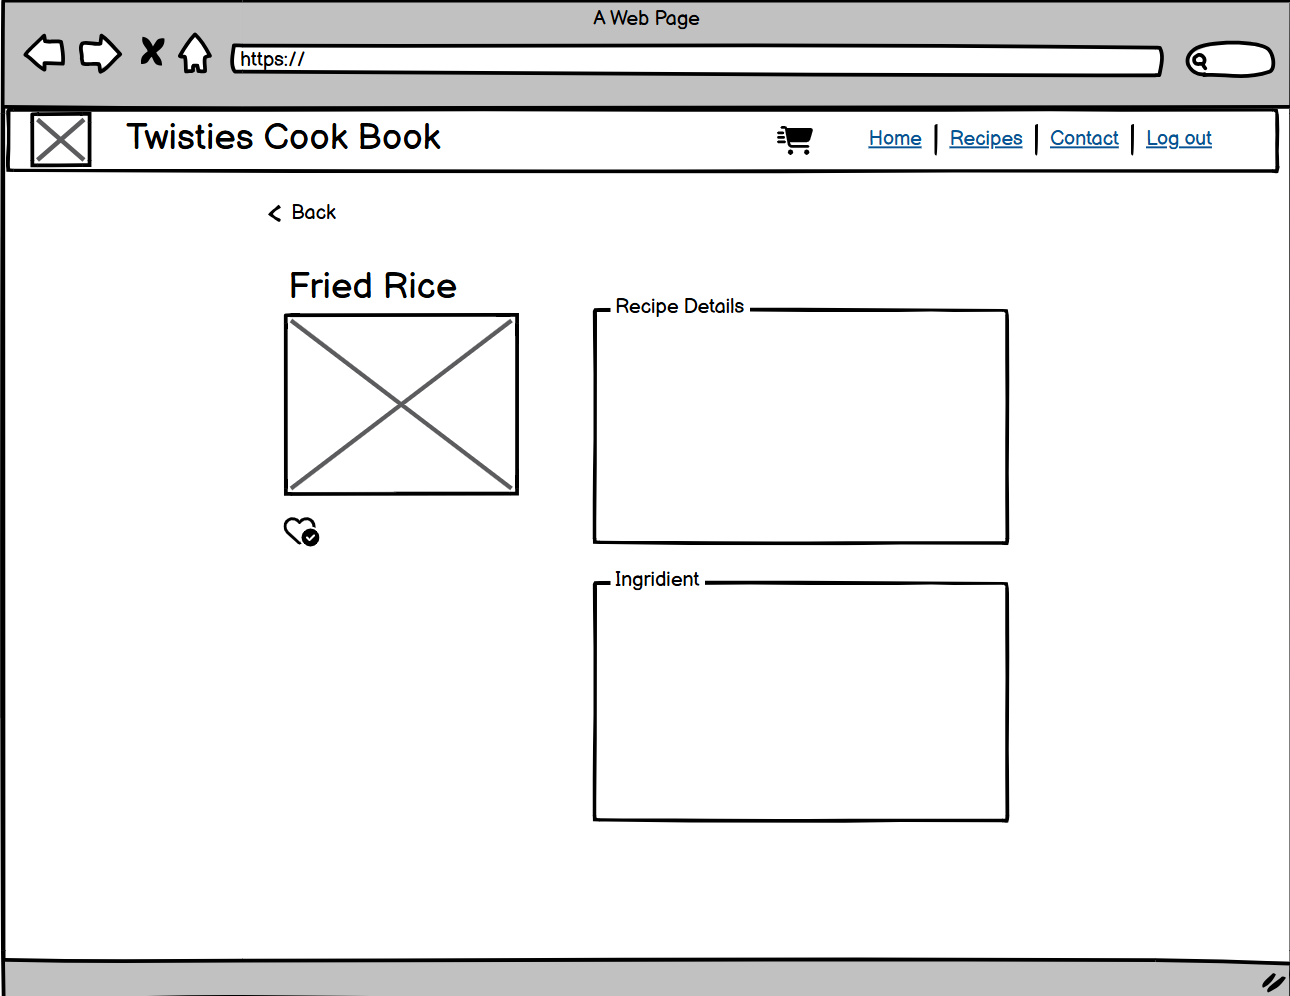 A Web Page
https://
Twisties Cook Book
Home
Recipes
Contact
Log out
Back
Fried Rice
Recipe Details
Ingridient